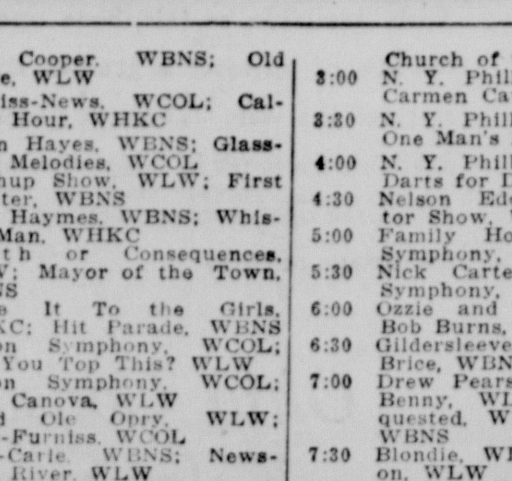 Cooper. WBNS; Old
e, WLW
iss-News, WCOL; Cal-
Hour, WHKC
n Hayes, WBNS; Glass-
Melodies, WCOL
nup Show, WLW; First
ter, WBNS
Haymes, WBNS; Whis-
Man, WHKC
th or Consequences,
W; Mayor of the Town,
NS
e It To the Girls,
KC; Hit Parade, WBNS
on Symphony, WCOL;
You Top This? WLW
on Symphony, WCOL;
Canova, WLW
d Ole Opry, WLW;
-Furniss, WCOL
-Carle, WBNS; News-
River, WLW
Church of
3:00 N. Y. Phil
Carmen Ca
3:30 N. Y. Phil
One Man's
4:00 N. Y. Phil
Darts for D
4:30 Nelson Ed
tor Show,
5:00 Family Ho
Symphony,
5:30 Nick Carte
Symphony,
6:00 Ozzie and
Bob Burns,
6:30 Gildersleeve
Brice, WBN
7:00 Drew Pears
Benny, WL
quested, W
WBNS
7:30 Blondie, W
on, WLW